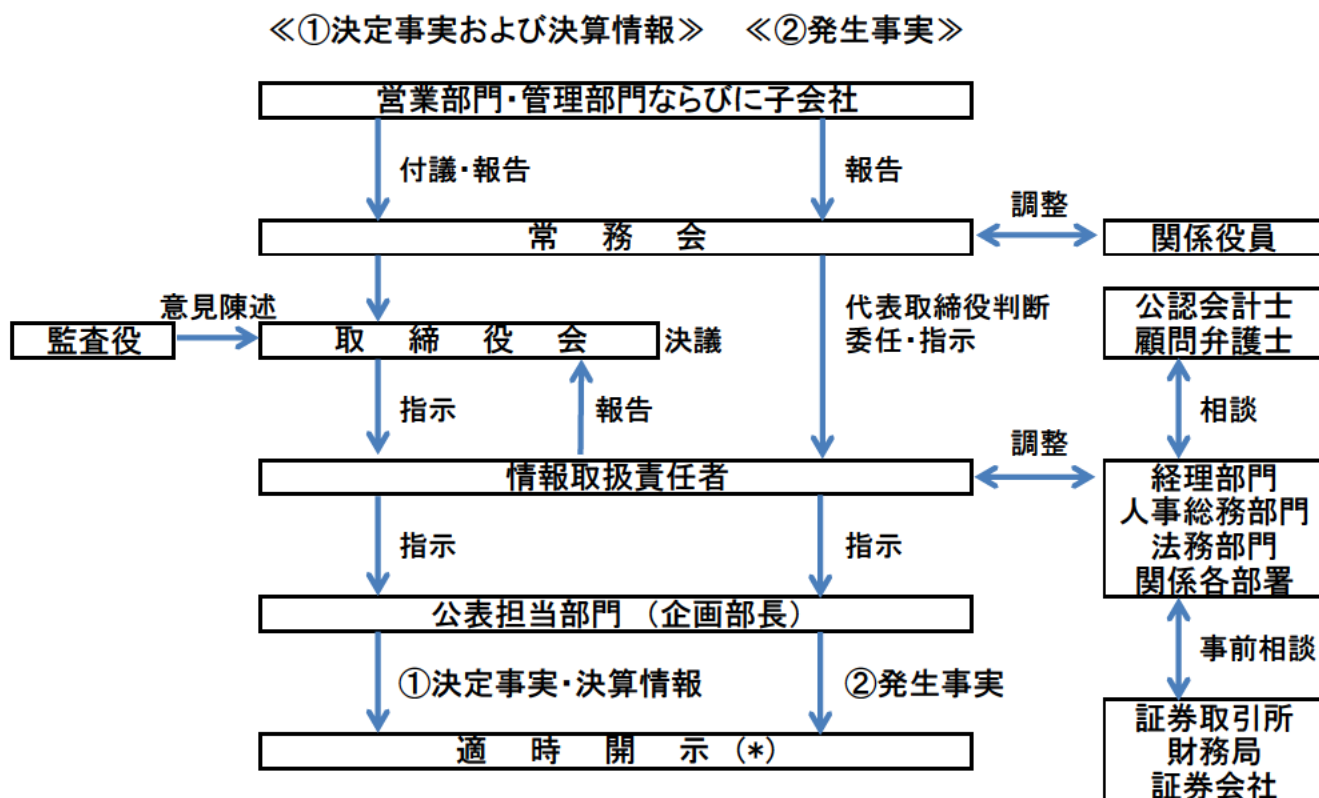 ≪①決定事実および決算情報≫ ≪②発生事実≫
営業部門・管理部門ならびに子会社
付議・報告
報告
調整
常務会
関係役員
意見陳述
代表取締役判断
委任・指示
公認会計士
顧問弁護士
監査役
取締役会
決議
指示
報告
相談
調整
情報取扱責任者
経理部門
人事総務部門
法務部門
関係各部署
指示
指示
公表担当部門（企画部長）
事前相談
①決定事実・決算情報
②発生事実
適時開示(*)
証券取引所
財務局
証券会社